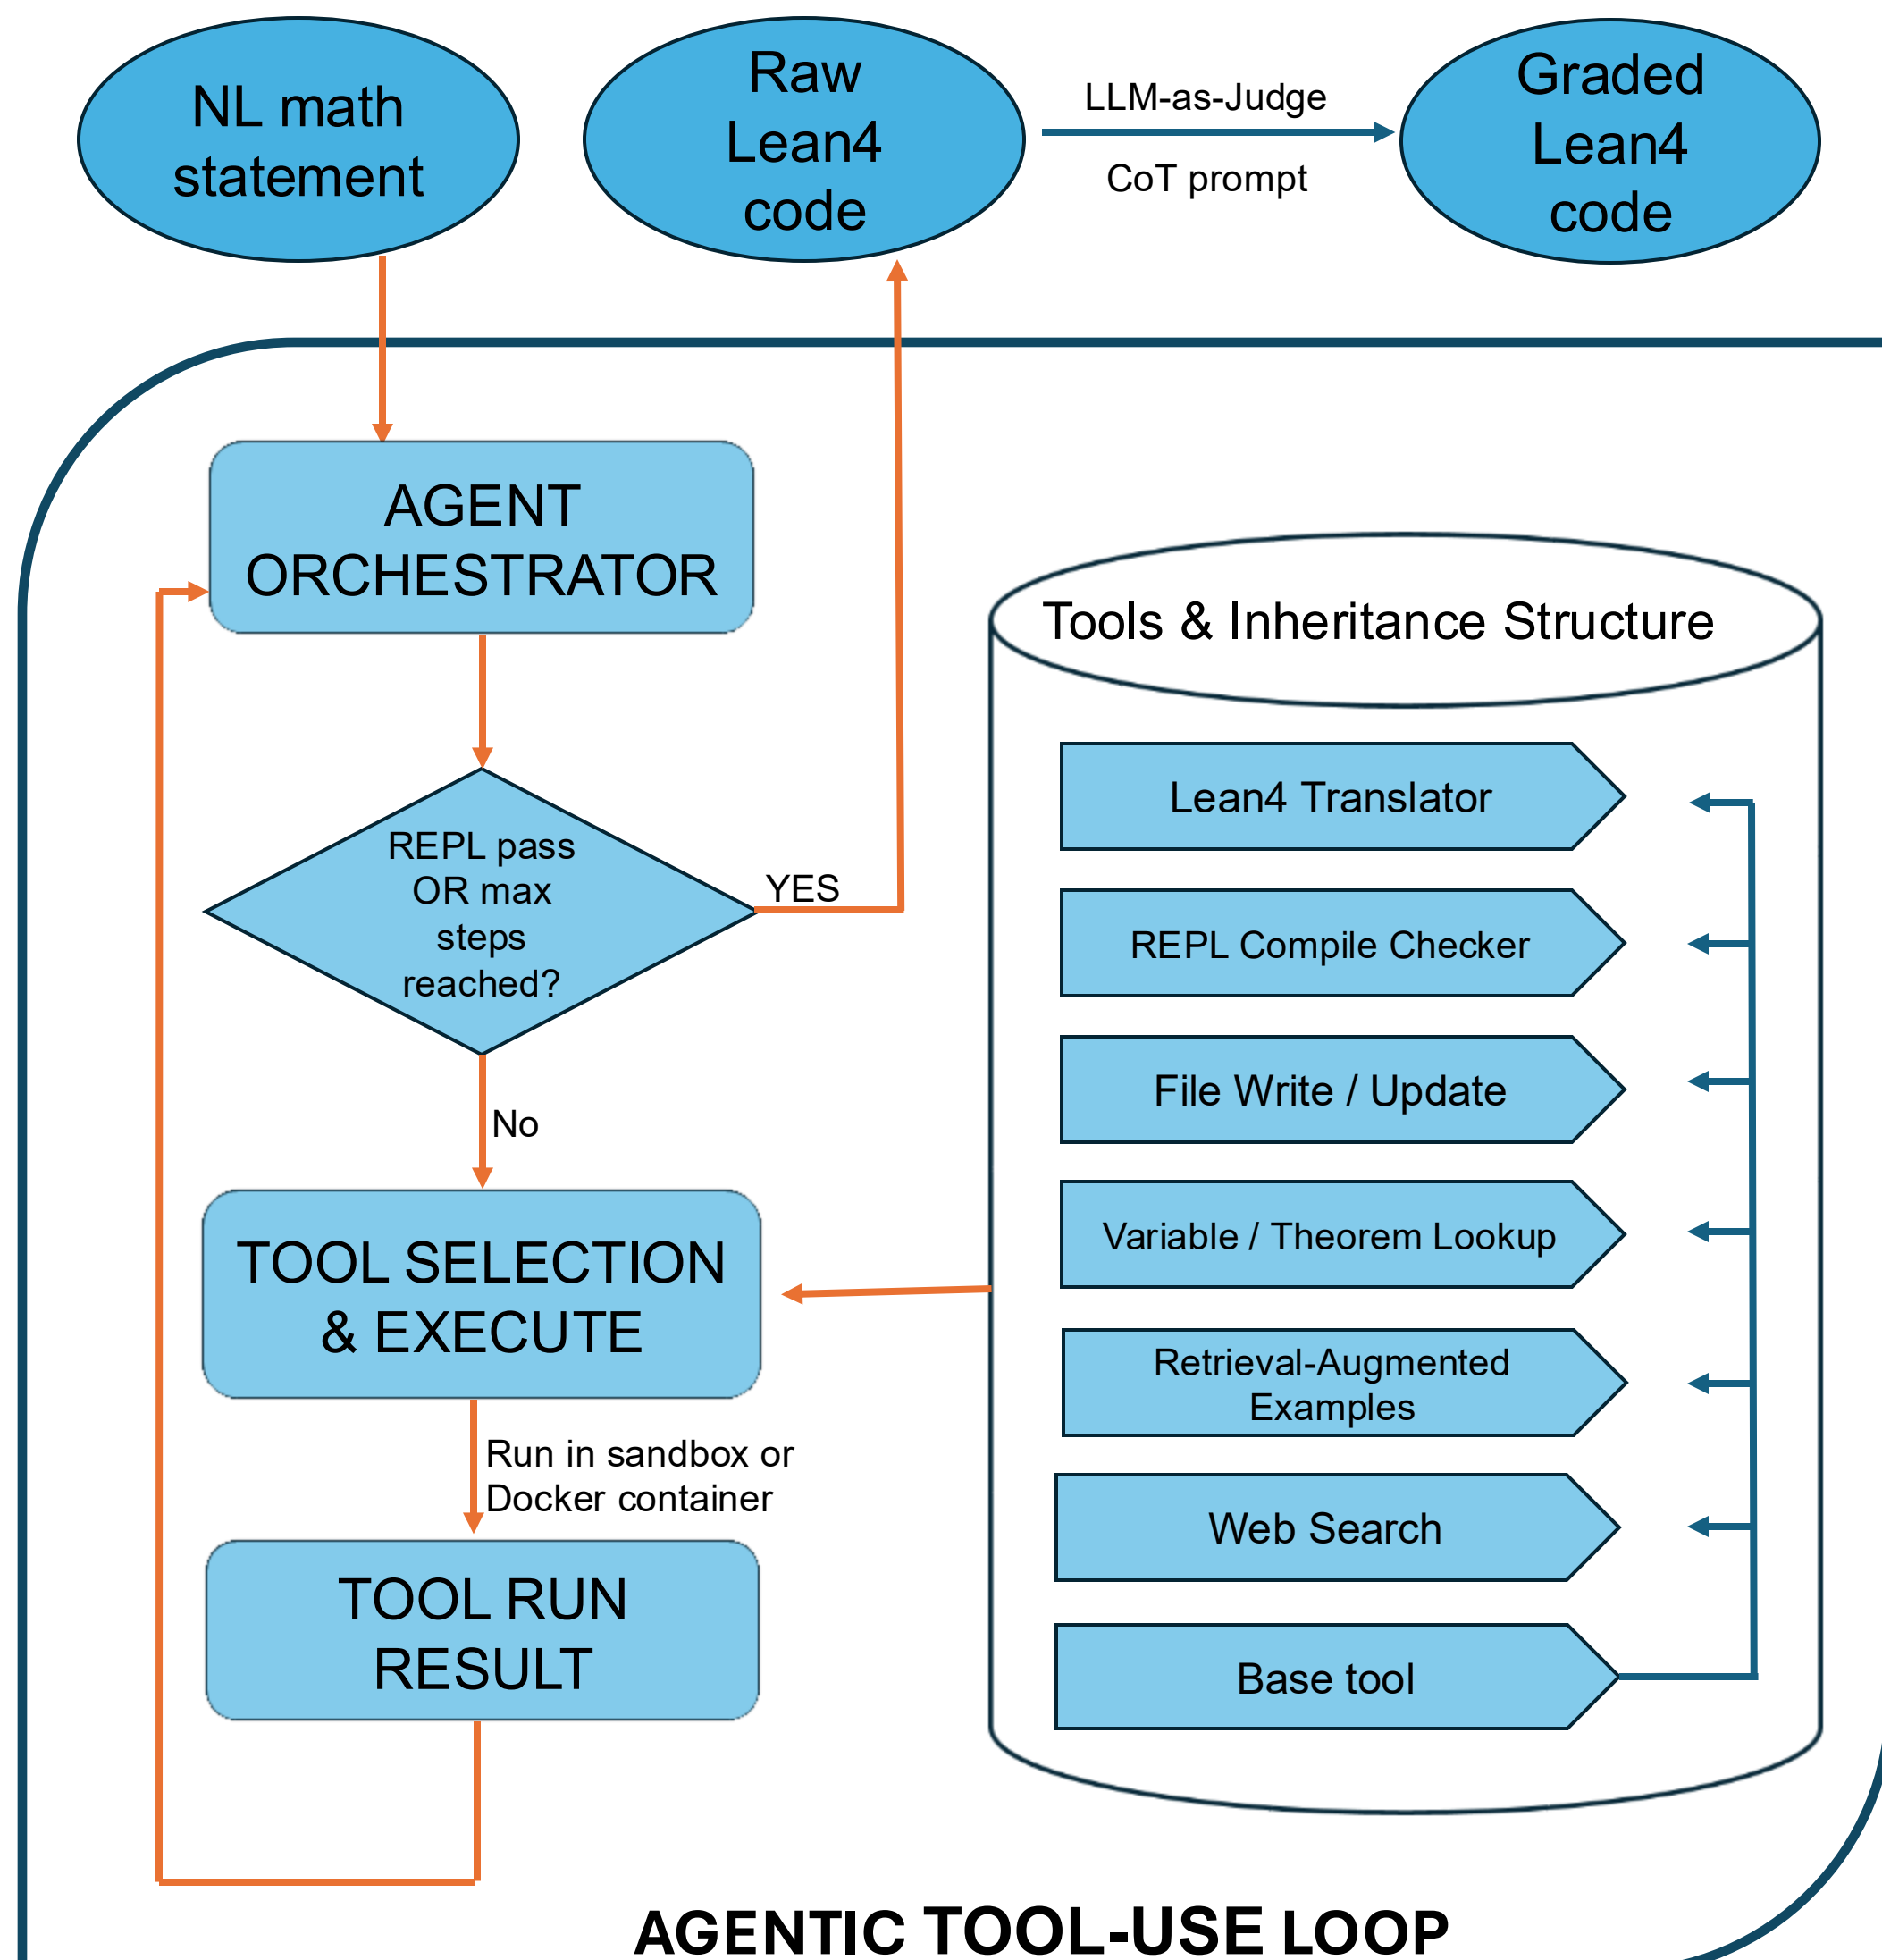 NL math
statement
Raw
Lean4
code
LLM-as-Judge
CoT prompt
Graded
Lean4
code
AGENT
ORCHESTRATOR
REPL pass
OR max
steps
reached?
YES
No
TOOL SELECTION
& EXECUTE
Run in sandbox or
Docker container
TOOL RUN
RESULT
Tools & Inheritance Structure
Lean4 Translator
REPL Compile Checker
File Write / Update
Variable / Theorem Lookup
Retrieval-Augmented
Examples
Web Search
Base tool
AGENTIC TOOL-USE LOOP